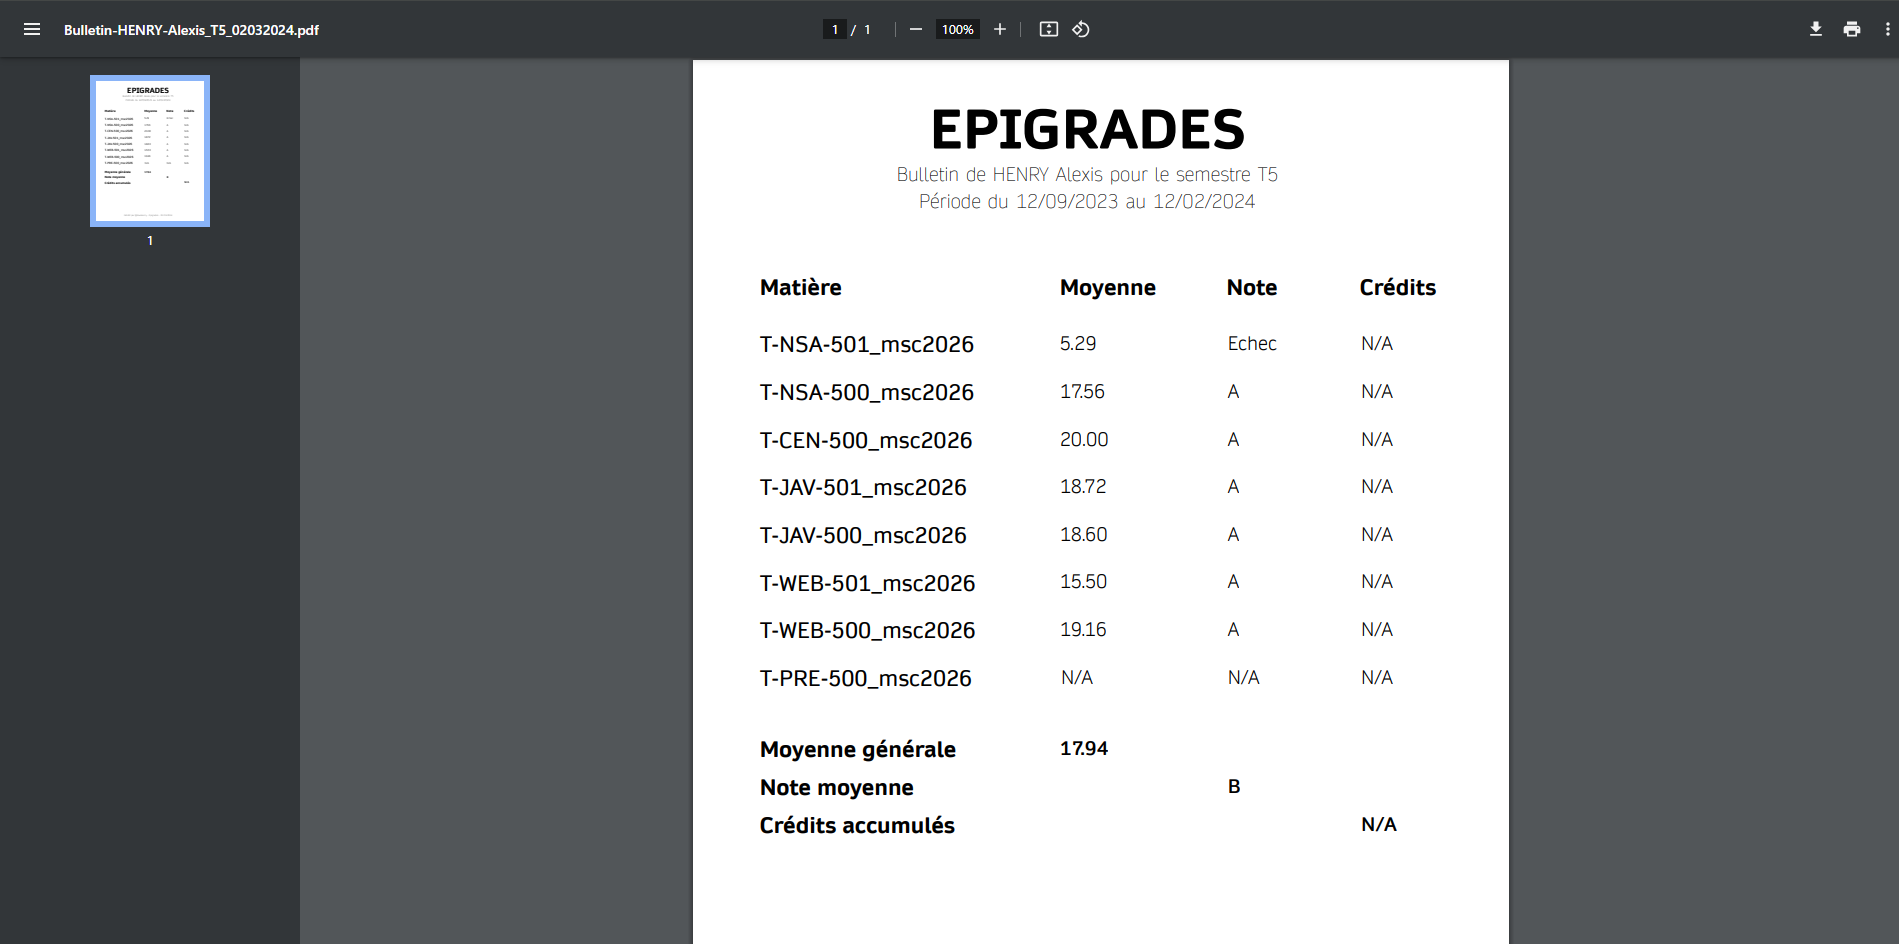 Bulletin-HENRY-Alexis_T5_02032024.pdf
1 / 1
100%
1
EPIGRADES
Bulletin de HENRY Alexis pour le semestre T5
Période du 12/09/2023 au 12/02/2024
Matière Moyenne Note Crédits
T-NSA-501_msc2026 5.29 Echec N/A
T-NSA-500_msc2026 17.56 A N/A
T-CEN-500_msc2026 20.00 A N/A
T-JAV-501_msc2026 18.72 A N/A
T-JAV-500_msc2026 18.60 A N/A
T-WEB-501_msc2026 15.50 A N/A
T-WEB-500_msc2026 19.16 A N/A
T-PRE-500_msc2026 N/A N/A N/A
Moyenne générale 17.94
Note moyenne B
Crédits accumulés N/A